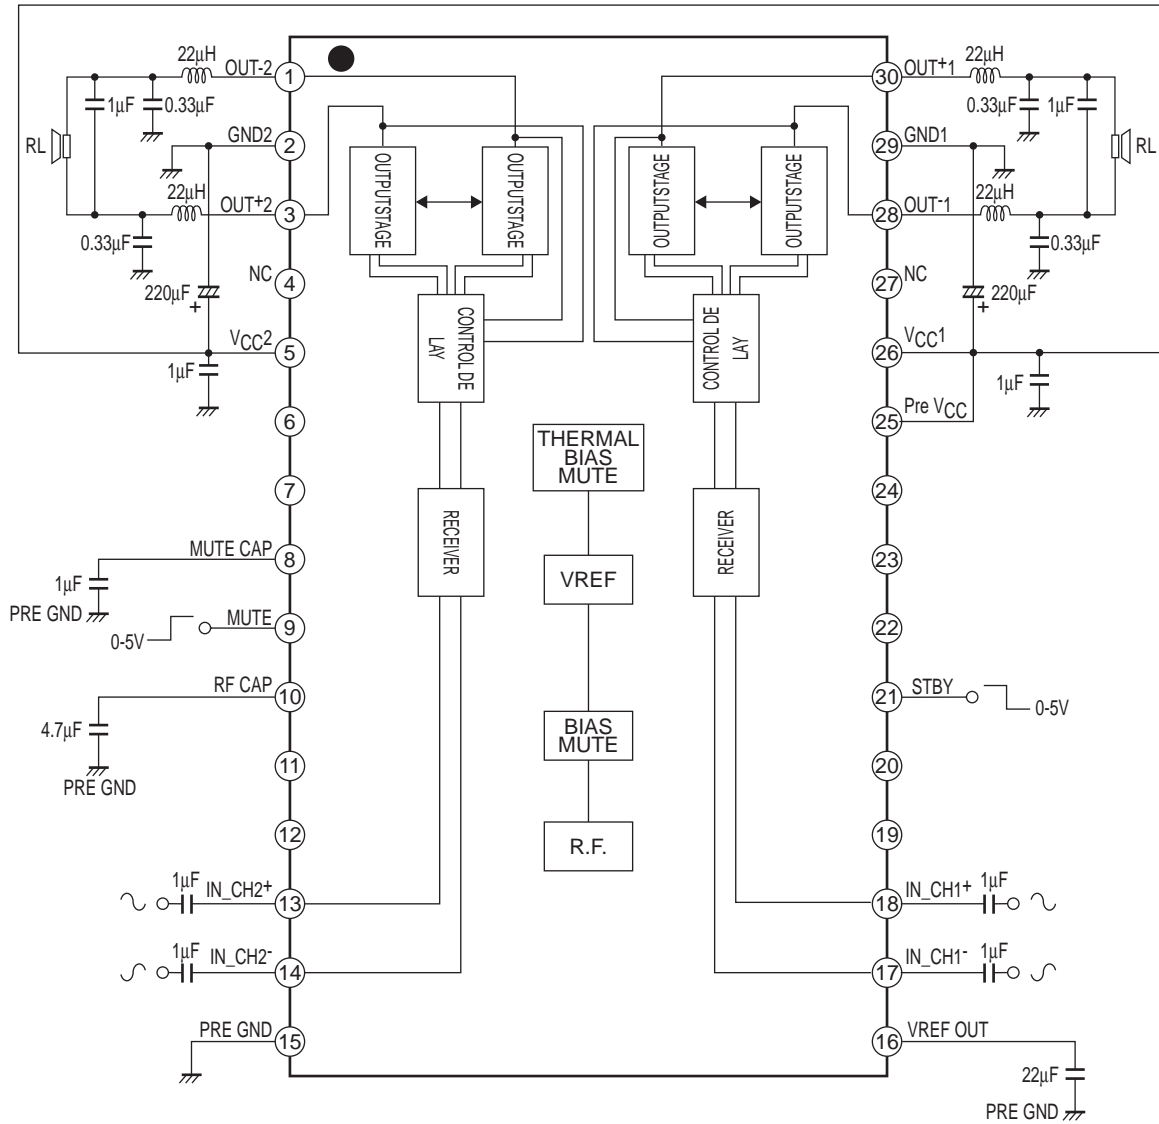 22μH
OUT-2
1
1μF
0.33μF
RL
GND2
2
22μH
OUT+2
3
0.33μF
NC
4
220μF
+
VCC2
5
1μF
6
7
MUTE CAP
8
1μF
PRE GND
MUTE
9
0-5V
RF CAP
10
4.7μF
PRE GND
11
12
1μF
IN_CH2+
13
1μF
IN_CH2-
14
PRE GND
15
OUTPUTSTAGE
OUTPUTSTAGE
CONTROL DE
LAY
RECEIVER
THERMAL
BIAS
MUTE
VREF
BIAS
MUTE
R.F.
OUTPUTSTAGE
OUTPUTSTAGE
CONTROL DE
LAY
RECEIVER
30
OUT+1
22μH
0.33μF
1μF
29
GND1
RL
22μH
28
OUT-1
0.33μF
27
NC
220μF
+
26
VCC1
1μF
25
Pre VCC
24
23
22
21
STBY
0-5V
20
19
18
IN_CH1+
1μF
17
IN_CH1-
1μF
16
VREF OUT
22μF
PRE GND